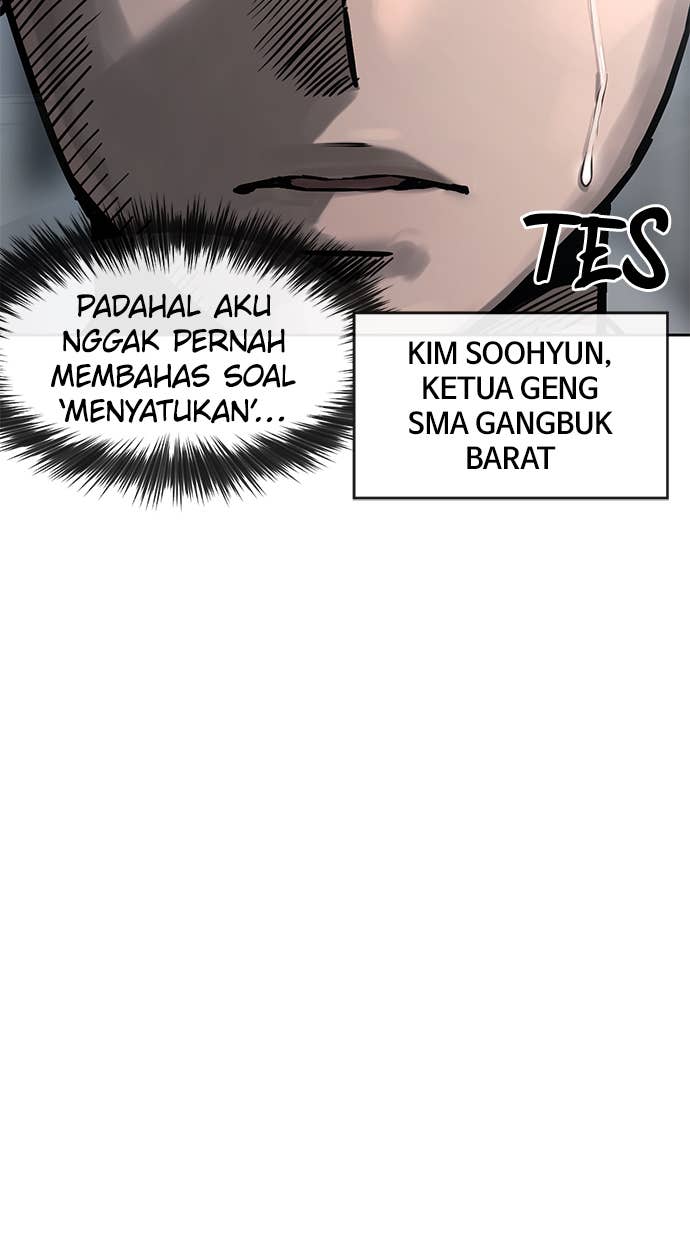 TES
PADAHAL AKU
NGGAK PERNAH
MEMBAHAS SOAL
‘MENYATUKAN’...
KIM SOOHYUN,
KETUA GENG
SMA GANGBUK
BARAT